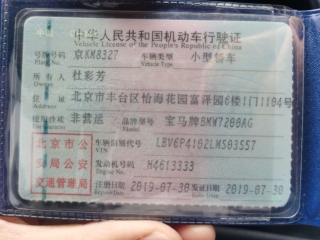 中华人民共和国机动车行驶证
Vehicle License of the People's Republic of China
号牌号码 京KM8327 车辆类型 小型轿车
Plate No. Vehicle Type
所有人 杜彩芳
Owner
住址 北京市丰台区怡海花园富泽园6楼1门1104号
Address
使用性质 非营运 品牌型号 宝马牌BMW7200AG
Model
北京市公
安局公安
交通管理局
车辆识别代号
VIN
发动机号码 H4613333
Engine No.
注册日期 2019-07-30 发证日期 2019-07-30
Register Date Issue Date